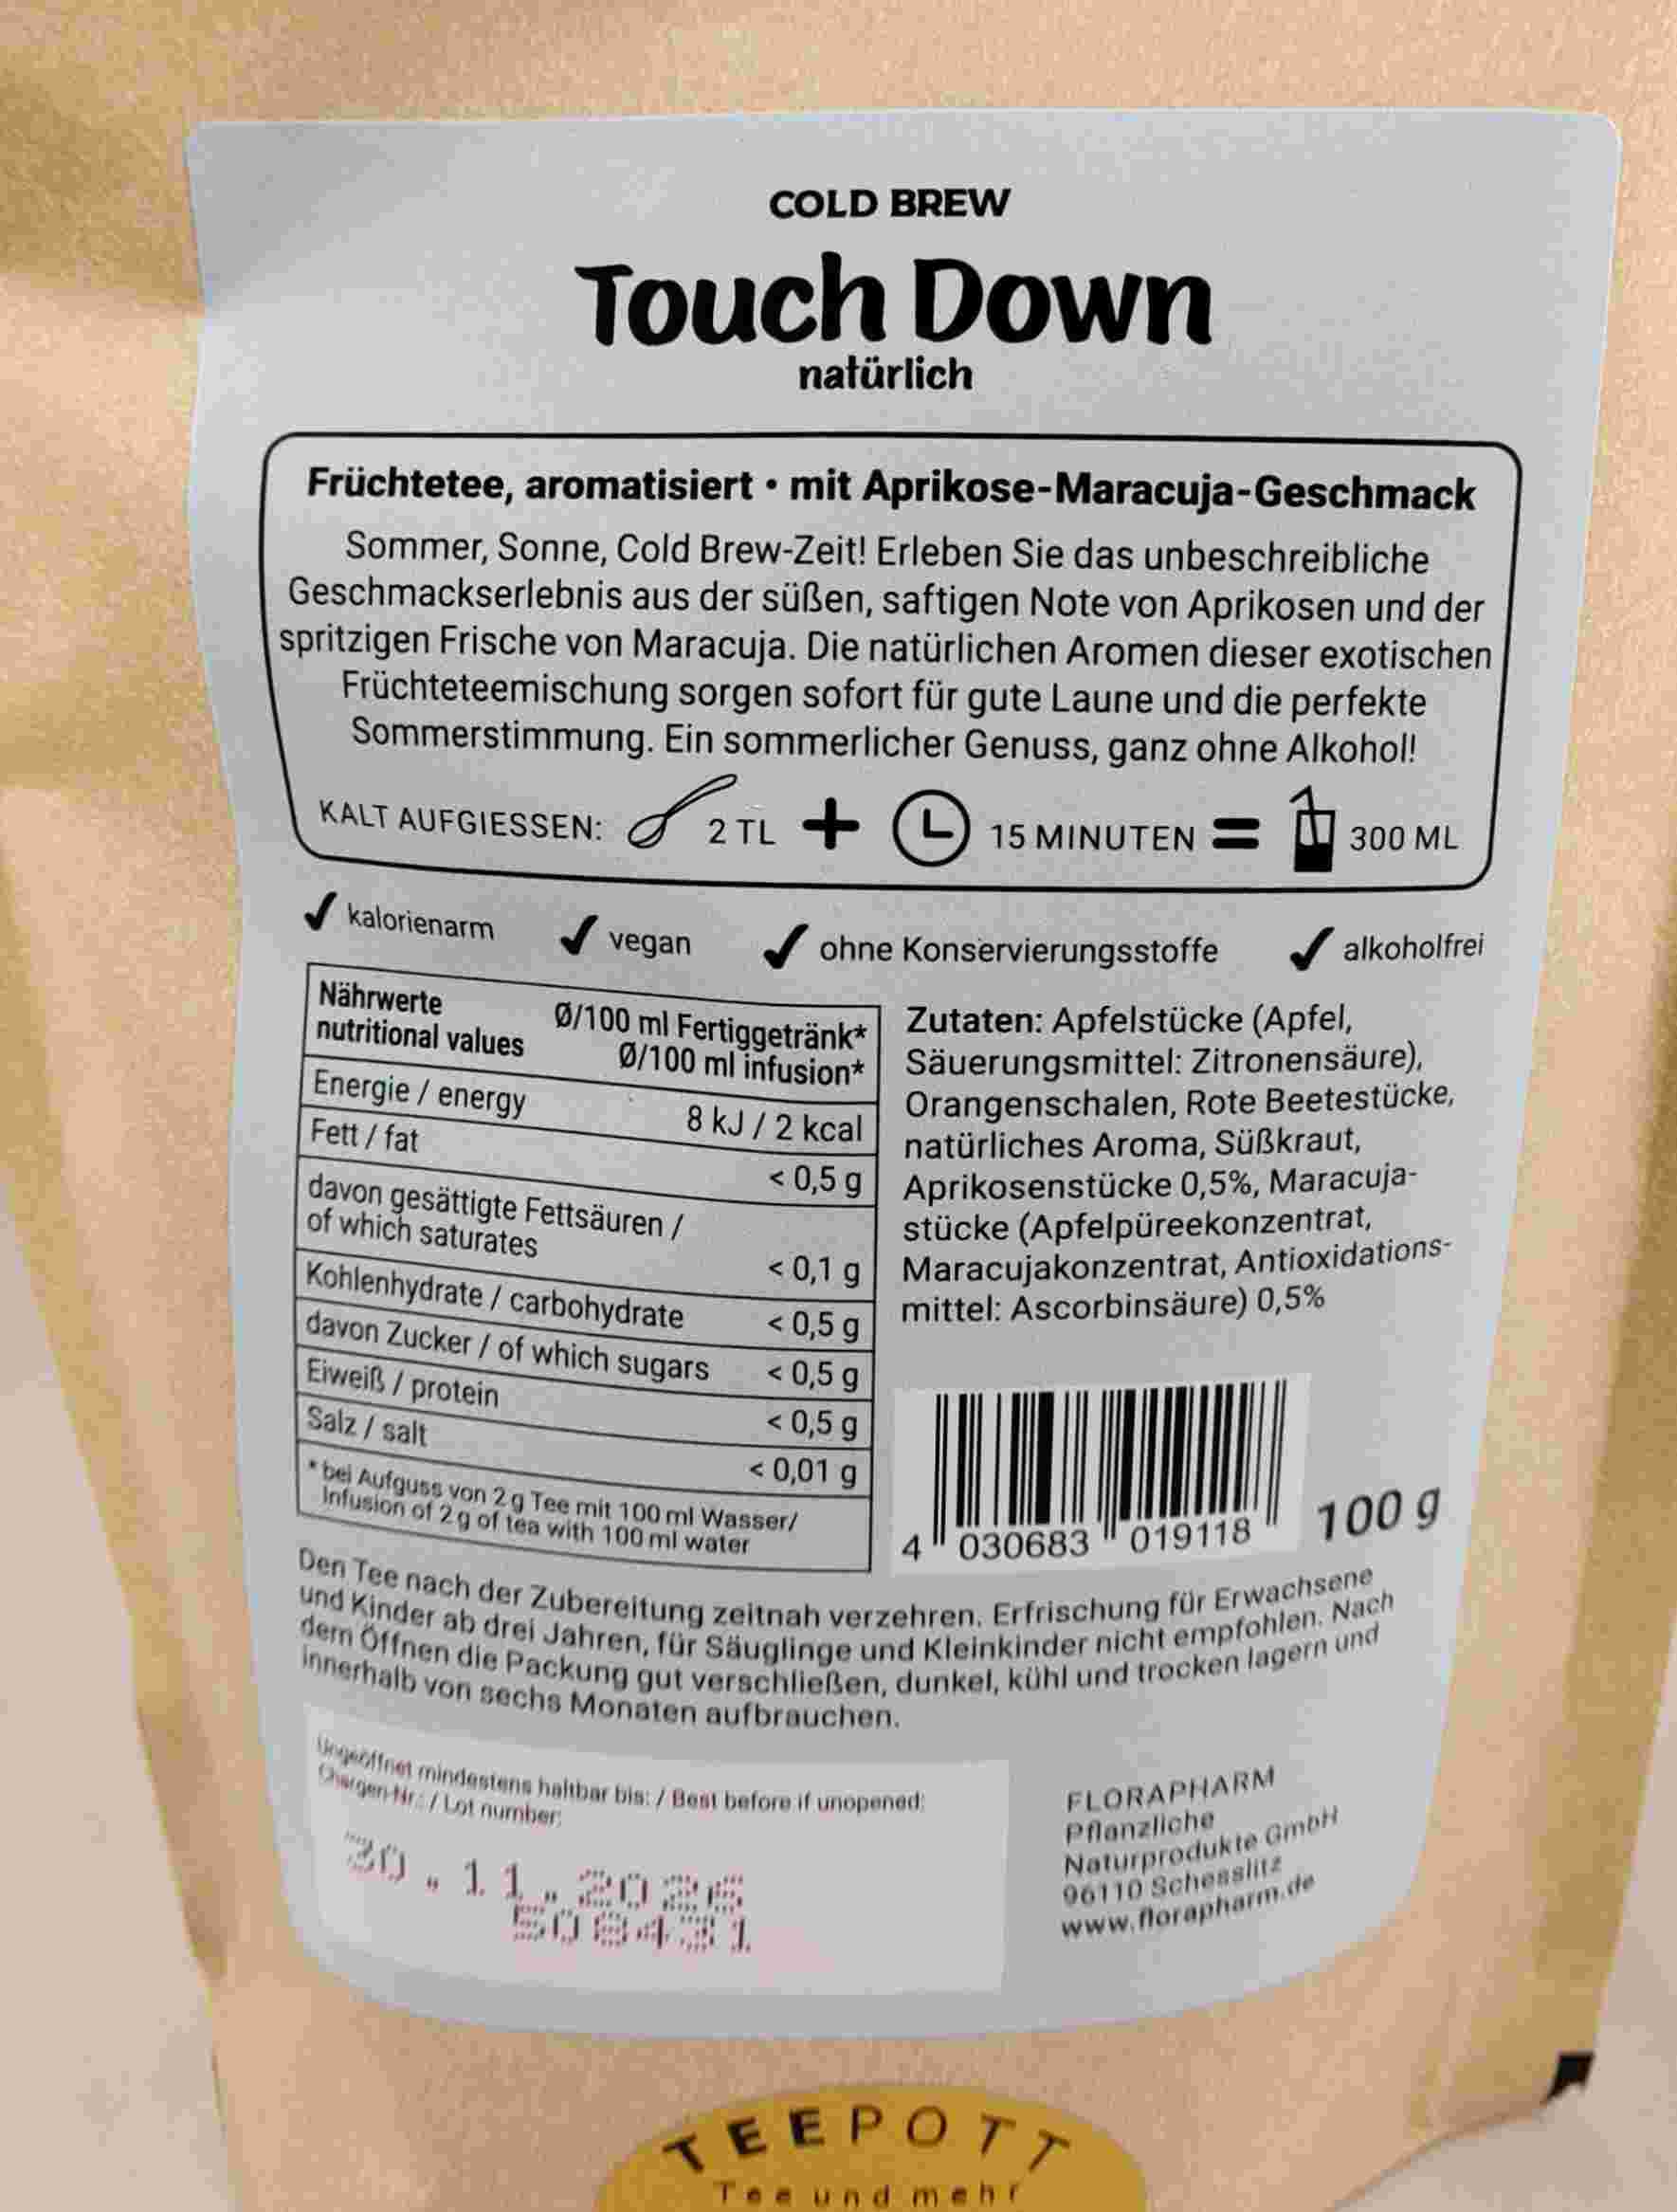 COLD BREW
Touch Down
natürlich
Früchtetee, aromatisiert • mit Aprikose-Maracuja-Geschmack
Sommer, Sonne, Cold Brew-Zeit! Erleben Sie das unbeschreibliche
Geschmackserlebnis aus der süßen, saftigen Note von Aprikosen und der
spritzigen Frische von Maracuja. Die natürlichen Aromen dieser exotischen
Früchteteemischung sorgen sofort für gute Laune und die perfekte
Sommerstimmung. Ein sommerlicher Genuss, ganz ohne Alkohol!
KALT AUFGIESSEN: 2 TL + 15 MINUTEN = 300 ML
✓ kalorienarm ✓ vegan ✓ ohne Konservierungsstoffe ✓ alkoholfrei
Nährwerte
nutritional values
Ø/100 ml Fertiggetränk*
Ø/100 ml infusion*
Energie / energy 8 kJ / 2 kcal
Fett / fat < 0,5 g
davon gesättigte Fettsäuren /
of which saturates < 0,1 g
Kohlenhydrate / carbohydrate < 0,5 g
davon Zucker / of which sugars < 0,5 g
Eiweiß / protein < 0,5 g
Salz / salt < 0,01 g
* bei Aufguss von 2 g Tee mit 100 ml Wasser/
Infusion of 2 g of tea with 100 ml water
Zutaten: Apfelstücke (Apfel,
Säuerungsmittel: Zitronensäure),
Orangenschalen, Rote Beetestücke,
natürliches Aroma, Süßkraut,
Aprikosenstücke 0,5%, Maracuja-
stücke (Apfelpüreekonzentrat,
Maracujakonzentrat, Antioxidations-
mittel: Ascorbinsäure) 0,5%
4 030683 019118
100 g
Den Tee nach der Zubereitung zeitnah verzehren. Erfrischung für Erwachsene
und Kinder ab drei Jahren, für Säuglinge und Kleinkinder nicht empfohlen. Nach
dem Öffnen die Packung gut verschließen, dunkel, kühl und trocken lagern und
innerhalb von sechs Monaten aufbrauchen.
Ungeöffnet mindestens haltbar bis: / Best before if unopened:
Chargen-Nr.: / Lot number:
30.11.2026
508431
FLORAPHARM
Pflanzliche
Naturprodukte GmbH
96110 Schesslitz
www.florapharm.de
TEEPOTT
Tee und mehr